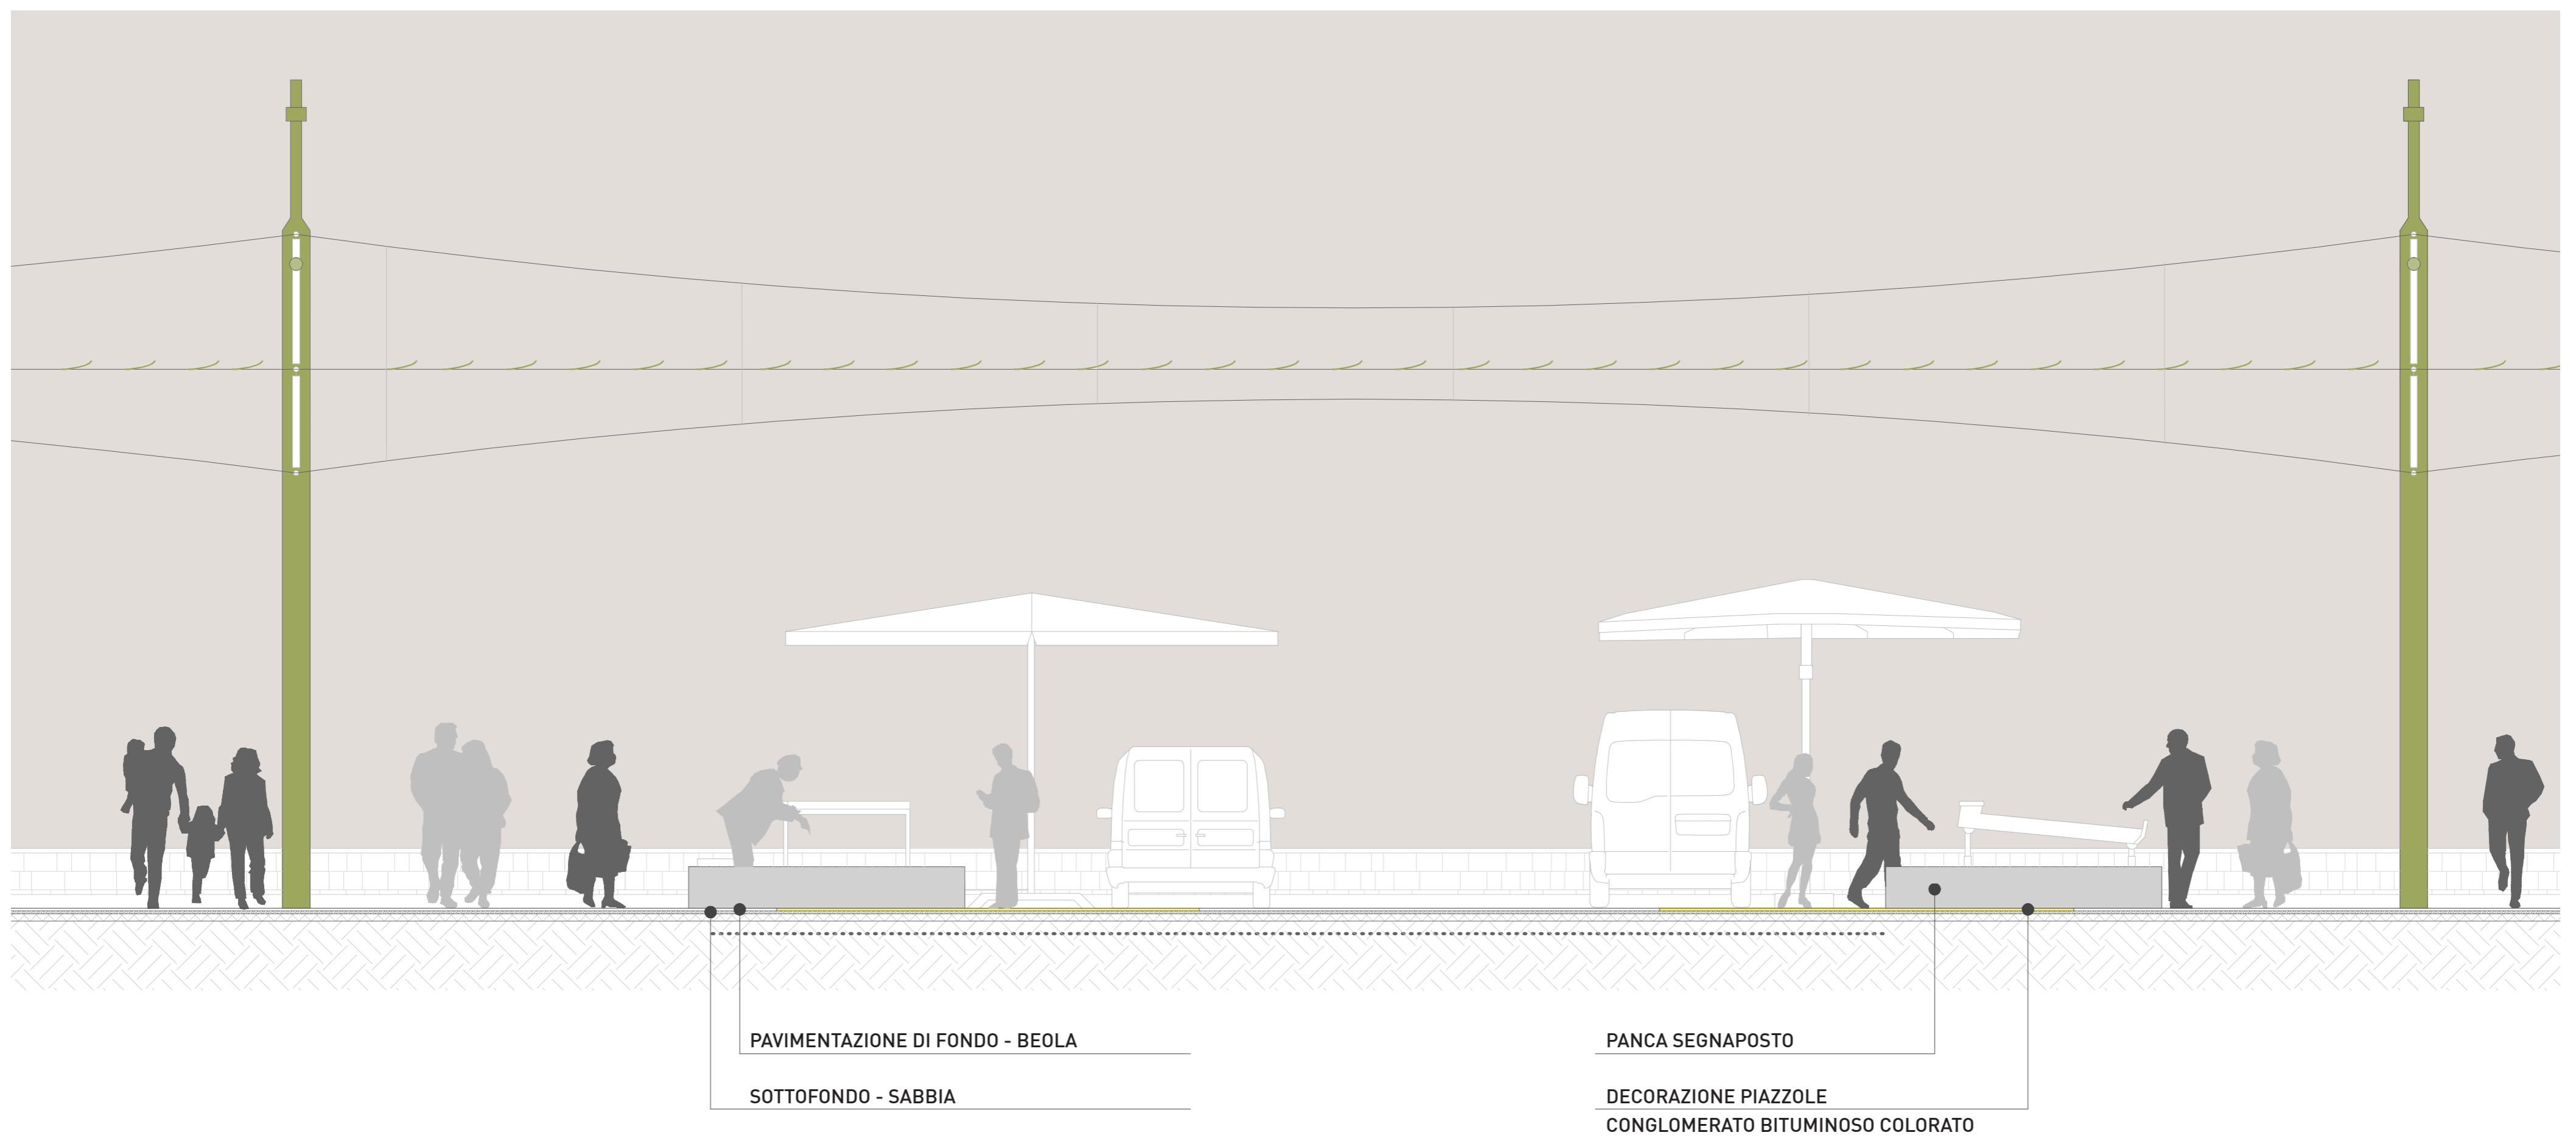 PAVIMENTAZIONE DI FONDO - BEOLA
SOTTOFONDO - SABBIA
PANCA SEGNAPOSTO
DECORAZIONE PIAZZOLE
CONGLOMERATO BITUMINOSO COLORATO